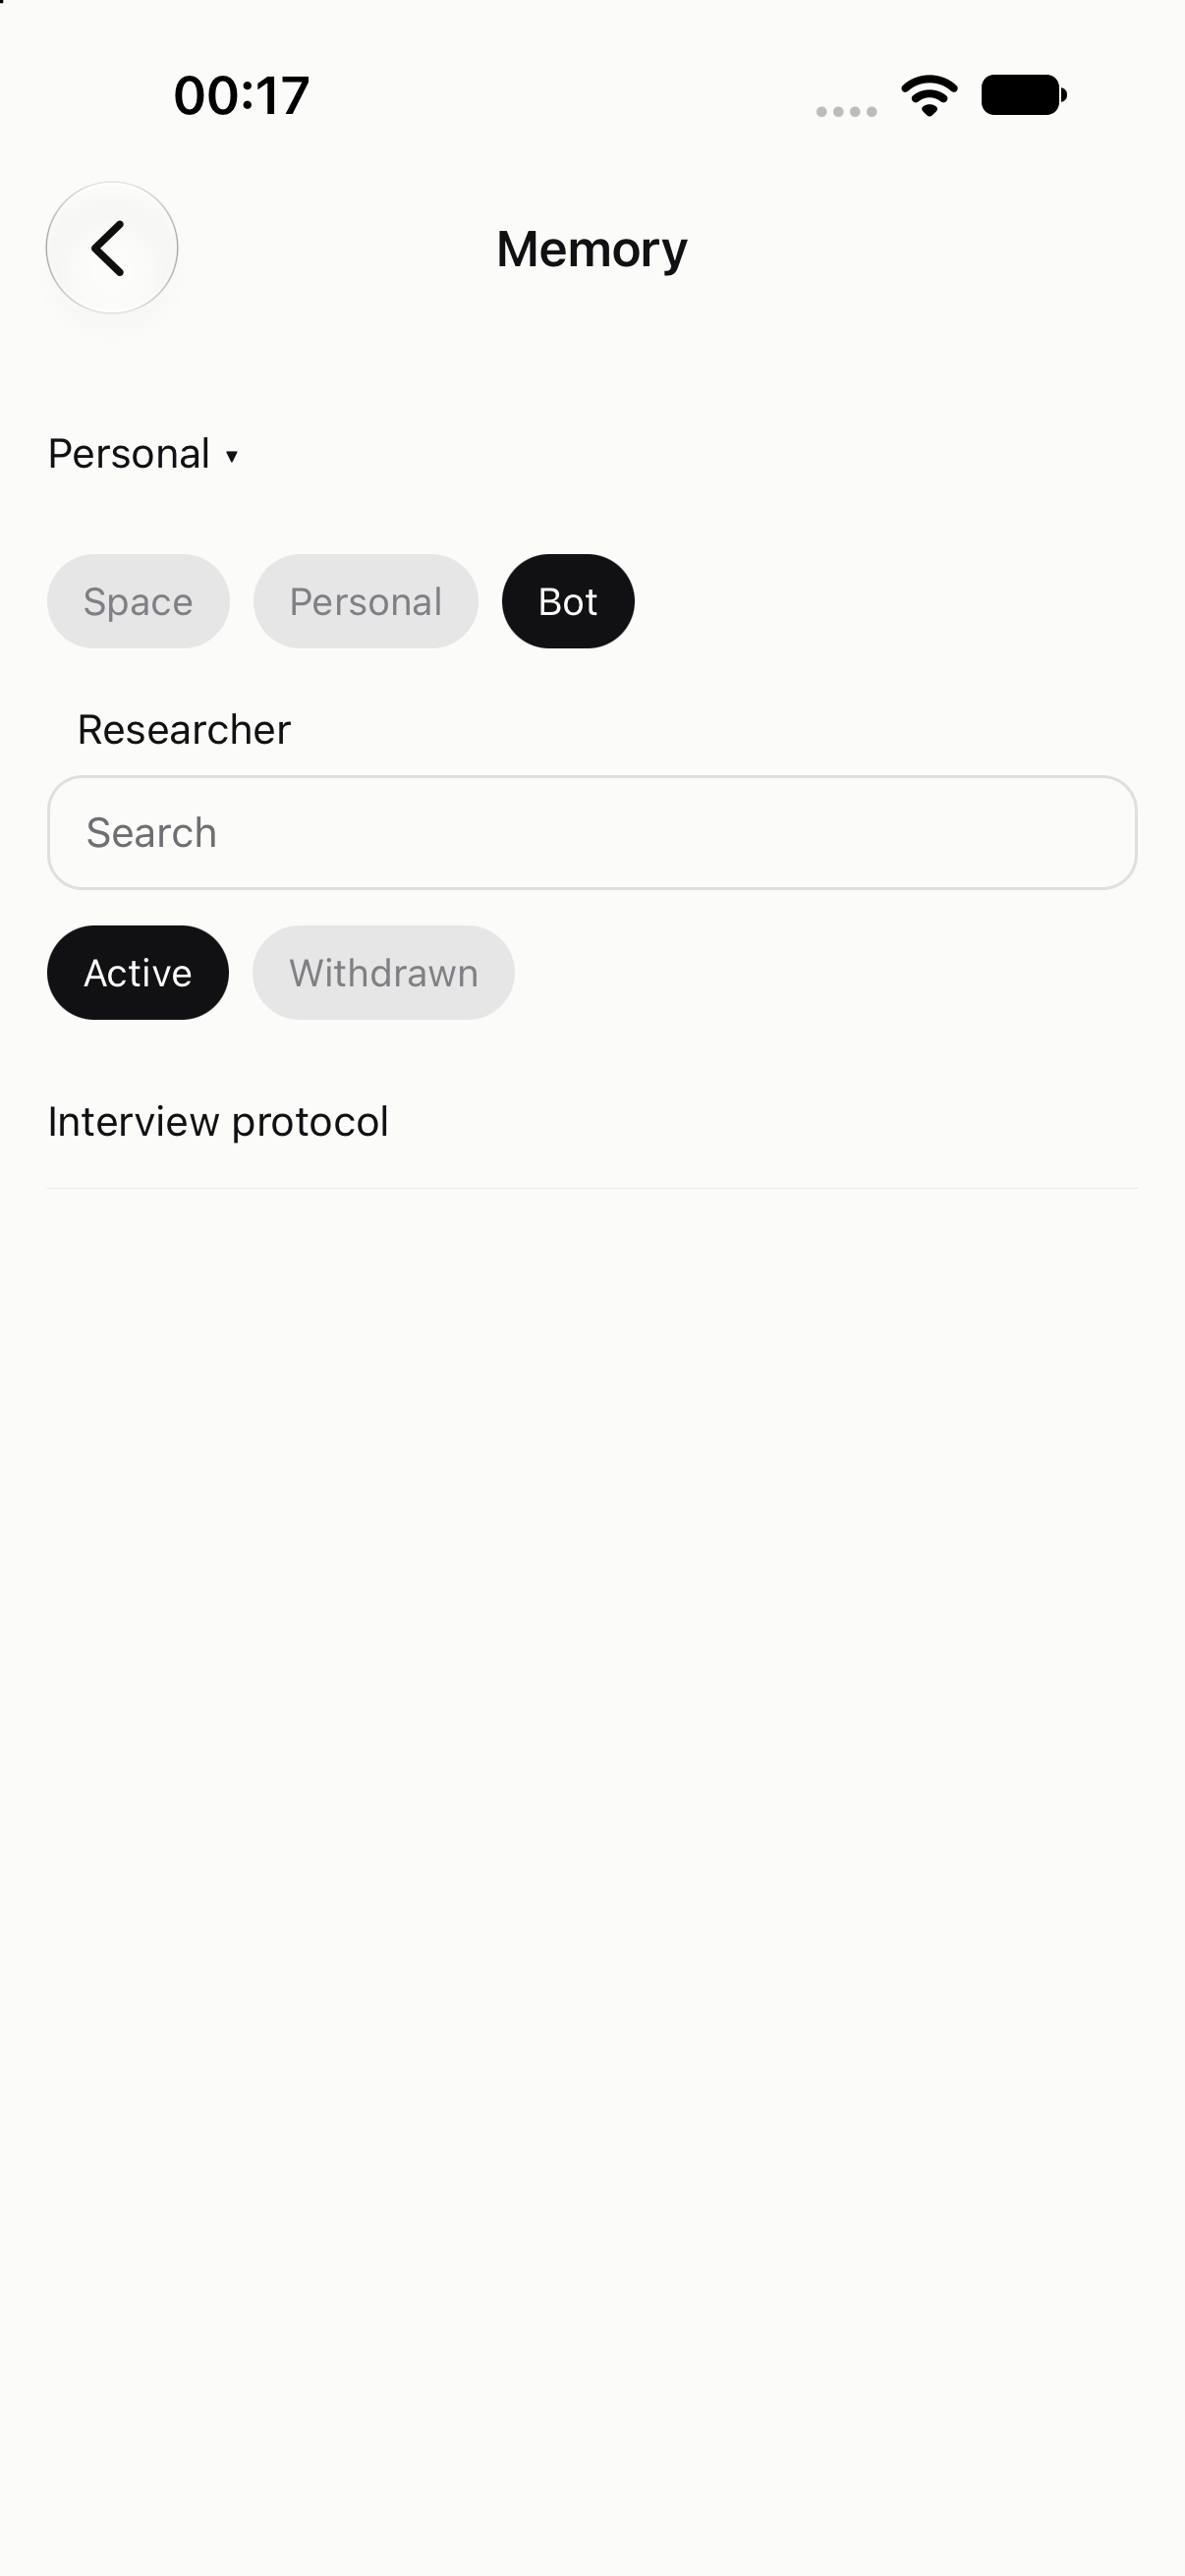 00:17
Memory
Personal ▾
Space Personal Bot
Researcher
Search
Active Withdrawn
Interview protocol